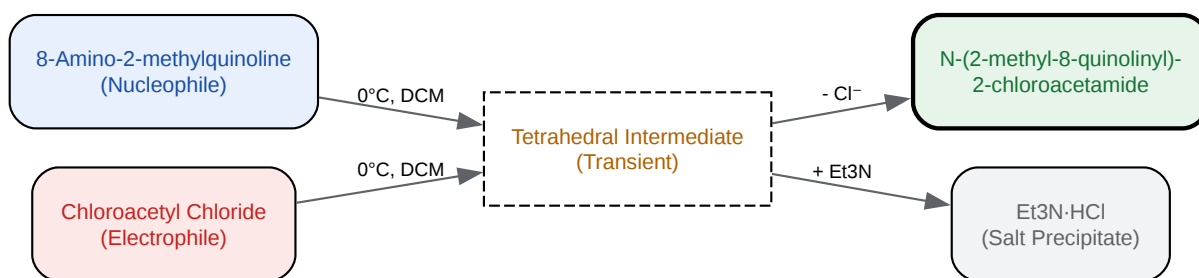 8-Amino-2-methylquinoline
(Nucleophile)
0°C, DCM
Chloroacetyl Chloride
(Electrophile)
0°C, DCM
Tetrahedral Intermediate
(Transient)
- Cl⁻
N-(2-methyl-8-quinolinyl)-
2-chloroacetamide
+ Et3N
Et3N·HCl
(Salt Precipitate)